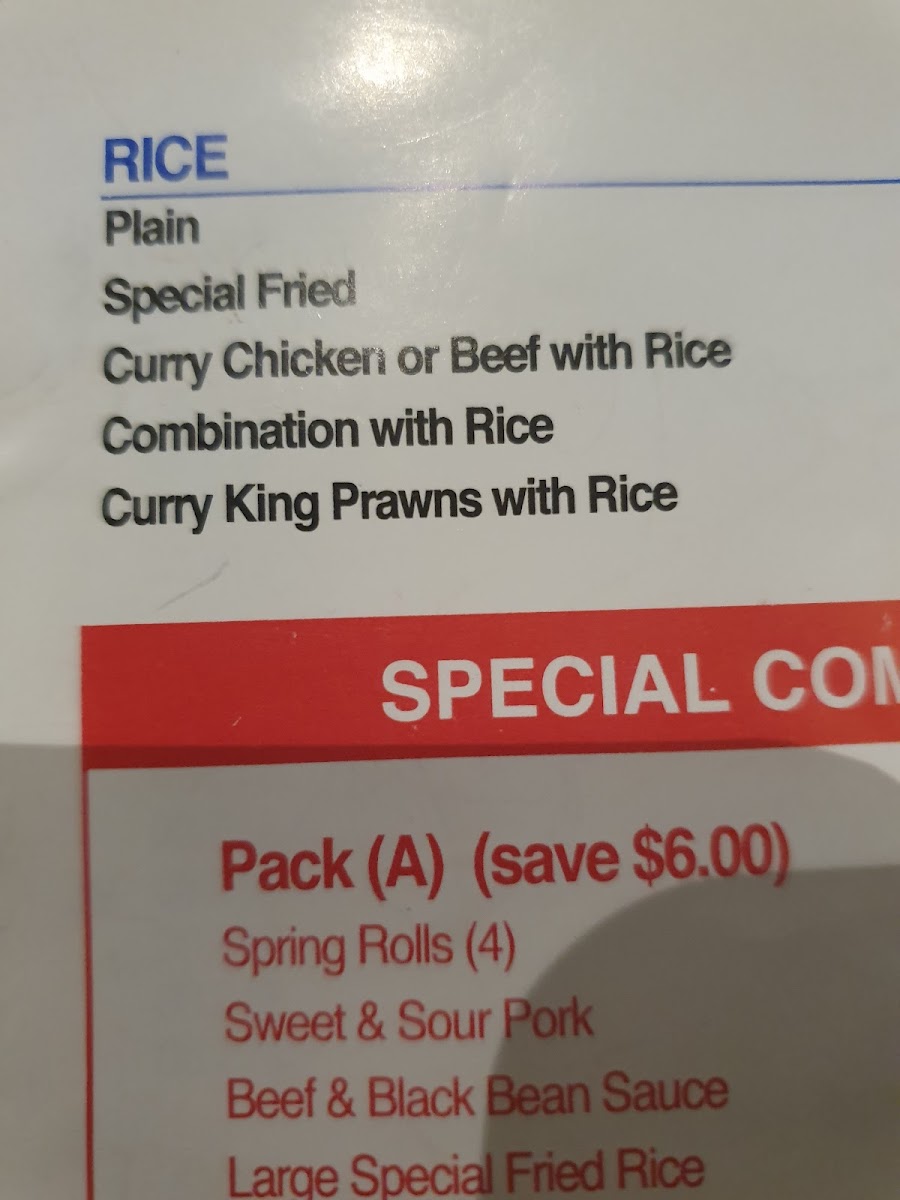 RICE
Plain
Special Fried
Curry Chicken or Beef with Rice
Combination with Rice
Curry King Prawns with Rice
SPECIAL COM
Pack (A) (save $6.00)
Spring Rolls (4)
Sweet & Sour Pork
Beef & Black Bean Sauce
Large Special Fried Rice